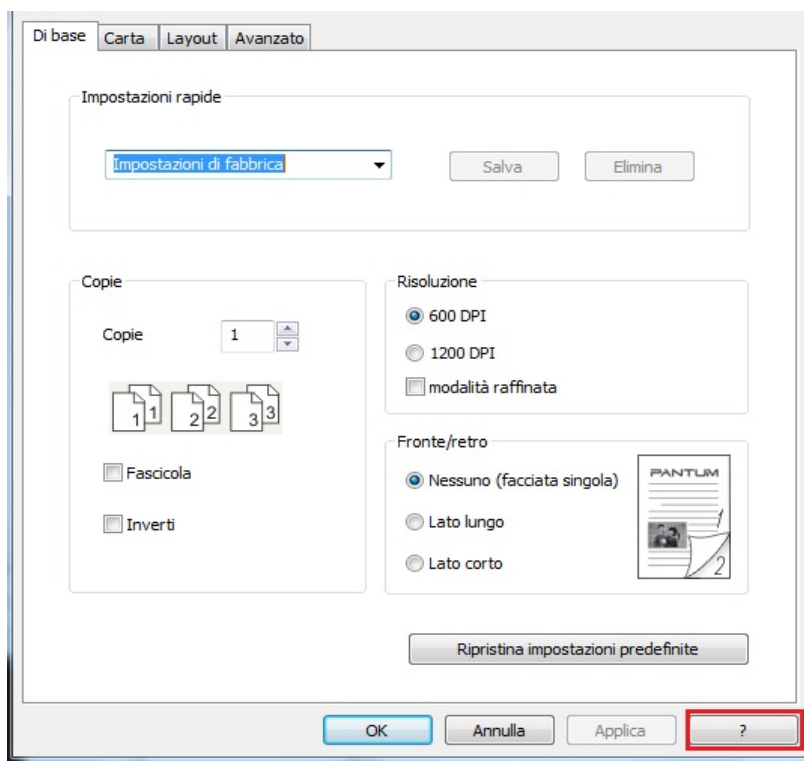 Di base Carta Layout Avanzato
Impostazioni rapide
Impostazioni di fabbrica Salva Elimina
Copie
Copie 1
1 1 2 2 3 3
Fascicola
Inverti
Risoluzione
600 DPI
1200 DPI
modalità raffinata
Fronte/retro
Nessuno (facciata singola)
Lato lungo
Lato corto
PANTUM
1
2
Ripristina impostazioni predefinite
OK Annulla Applica ?